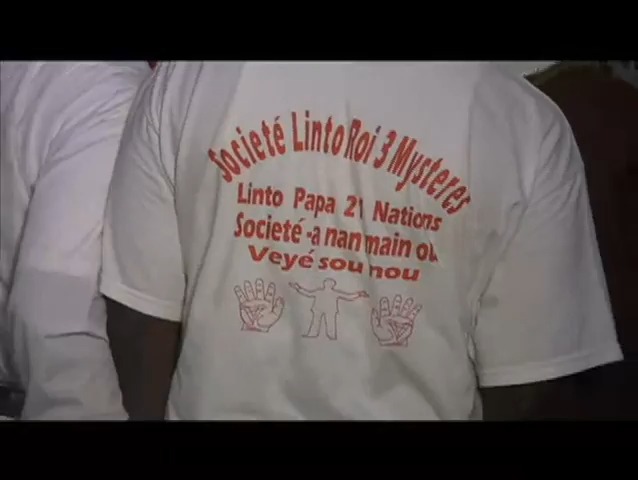 Societé Linto Roi 3 Mysteres
Linto Papa 21 Nations
Societé -a nan main ou
Veyé sou nou